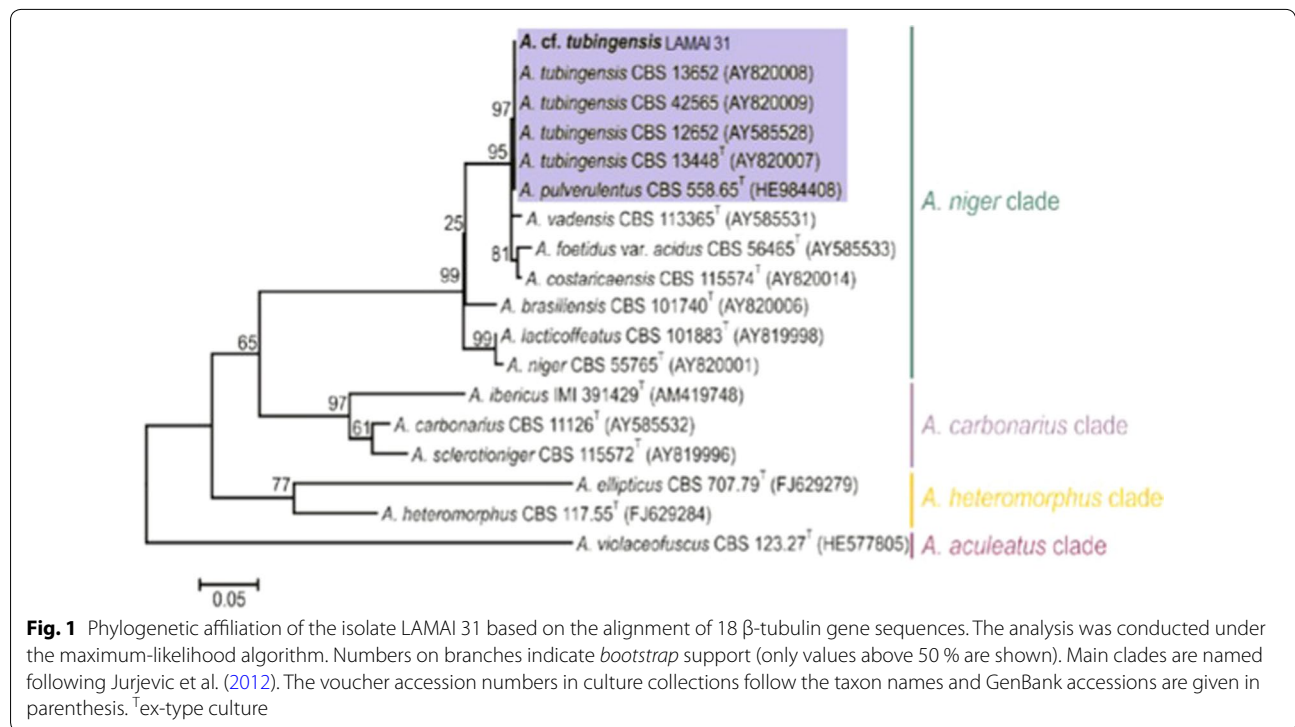 A. cf. tubingensis LAMAI 31
A. tubingensis CBS 13652 (AY820008)
97
A. tubingensis CBS 42565 (AY820009)
A. tubingensis CBS 12652 (AY585528)
95
A. tubingensis CBS 13448ᵀ (AY820007)
A. pulverulentus CBS 558.65ᵀ (HE984408)
A. niger clade
25
A. vadensis CBS 113365ᵀ (AY585531)
81
A. foetidus var. acidus CBS 56465ᵀ (AY585533)
99
A. costaricaensis CBS 115574ᵀ (AY820014)
A. brasiliensis CBS 101740ᵀ (AY820006)
65
99
A. lacticoffeatus CBS 101883ᵀ (AY819998)
A. niger CBS 55765ᵀ (AY820001)
97
A. ibericus IMI 391429ᵀ (AM419748)
61
A. carbonarius CBS 11126ᵀ (AY585532)
A. carbonarius clade
A. sclerotioniger CBS 115572ᵀ (AY819996)
77
A. ellipticus CBS 707.79ᵀ (FJ629279)
A. heteromorphus clade
A. heteromorphus CBS 117.55ᵀ (FJ629284)
A. violaceofuscus CBS 123.27ᵀ (HE577805)
A. aculeatus clade
0.05
Fig. 1 Phylogenetic affiliation of the isolate LAMAI 31 based on the alignment of 18 β-tubulin gene sequences. The analysis was conducted under
the maximum-likelihood algorithm. Numbers on branches indicate bootstrap support (only values above 50 % are shown). Main clades are named
following Jurjevic et al. (2012). The voucher accession numbers in culture collections follow the taxon names and GenBank accessions are given in
parenthesis. ᵀex-type culture